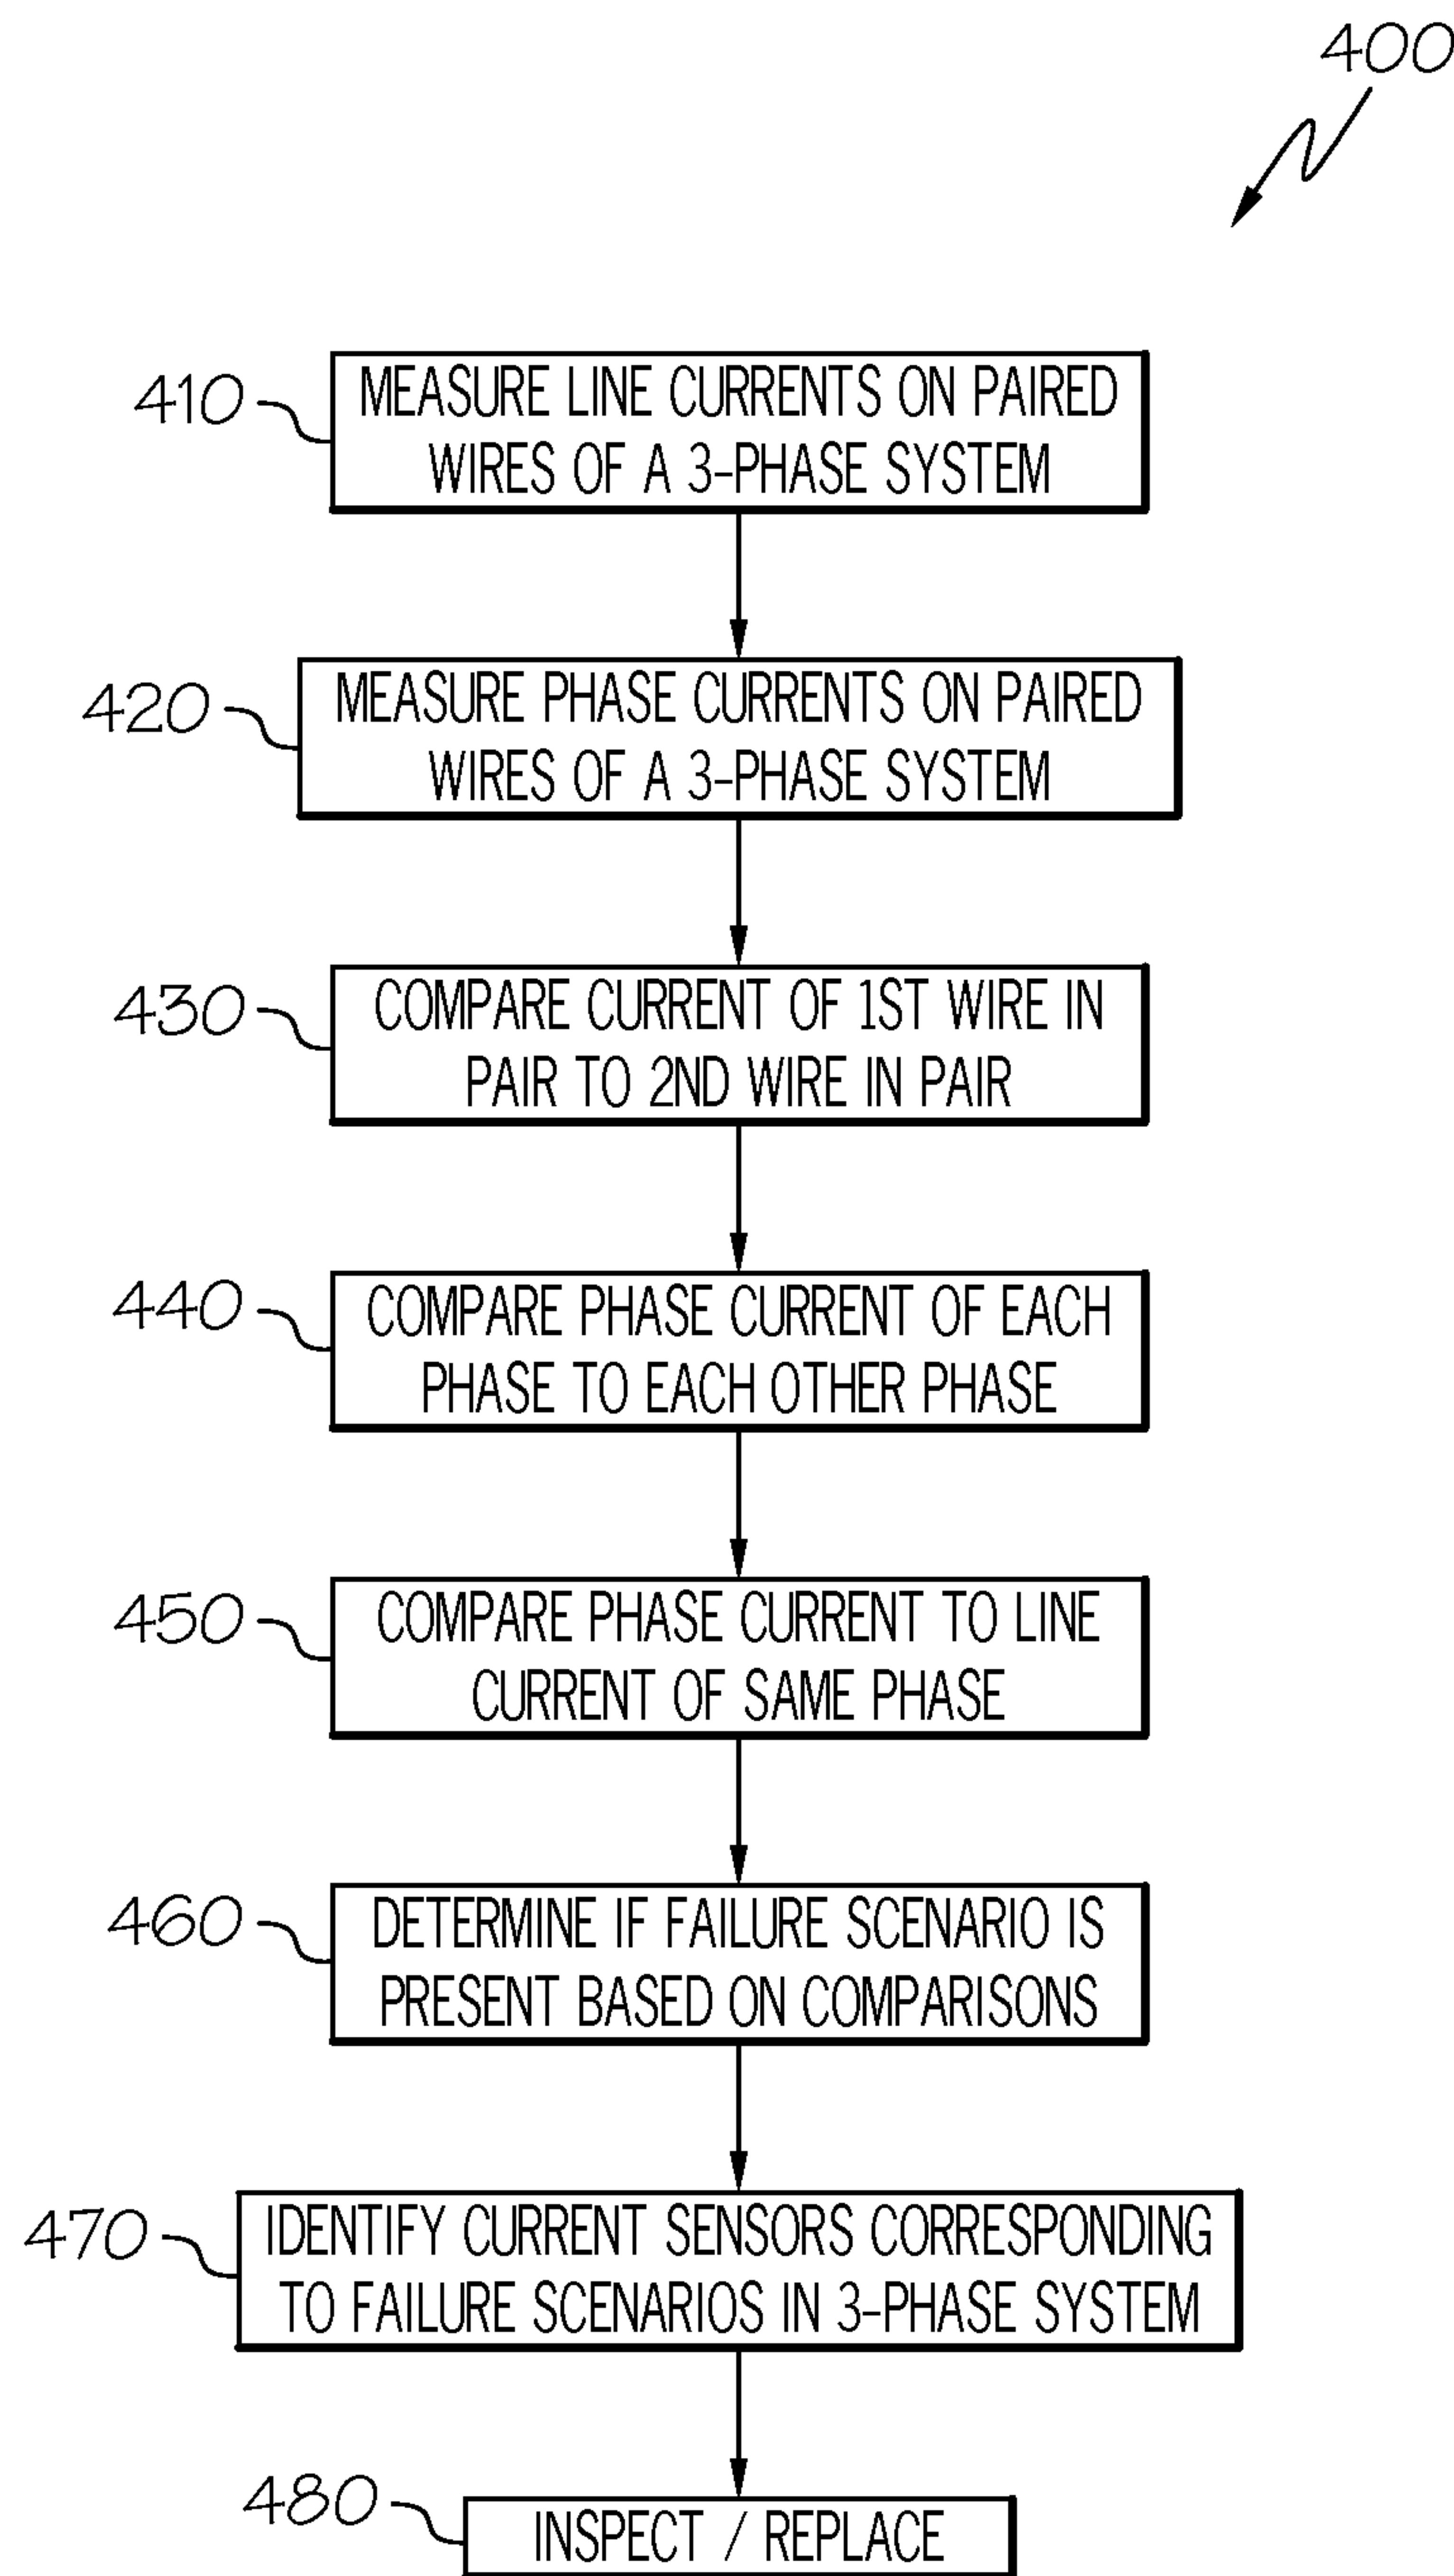 400
410
MEASURE LINE CURRENTS ON PAIRED
WIRES OF A 3-PHASE SYSTEM
420
MEASURE PHASE CURRENTS ON PAIRED
WIRES OF A 3-PHASE SYSTEM
430
COMPARE CURRENT OF 1ST WIRE IN
PAIR TO 2ND WIRE IN PAIR
440
COMPARE PHASE CURRENT OF EACH
PHASE TO EACH OTHER PHASE
450
COMPARE PHASE CURRENT TO LINE
CURRENT OF SAME PHASE
460
DETERMINE IF FAILURE SCENARIO IS
PRESENT BASED ON COMPARISONS
470
IDENTIFY CURRENT SENSORS CORRESPONDING
TO FAILURE SCENARIOS IN 3-PHASE SYSTEM
480
INSPECT / REPLACE